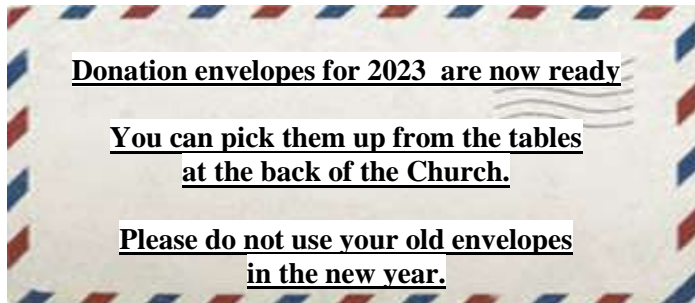 Donation envelopes for 2023  are now ready
You can pick them up from the tables
at the back of the Church.
Please do not use your old envelopes
in the new year.